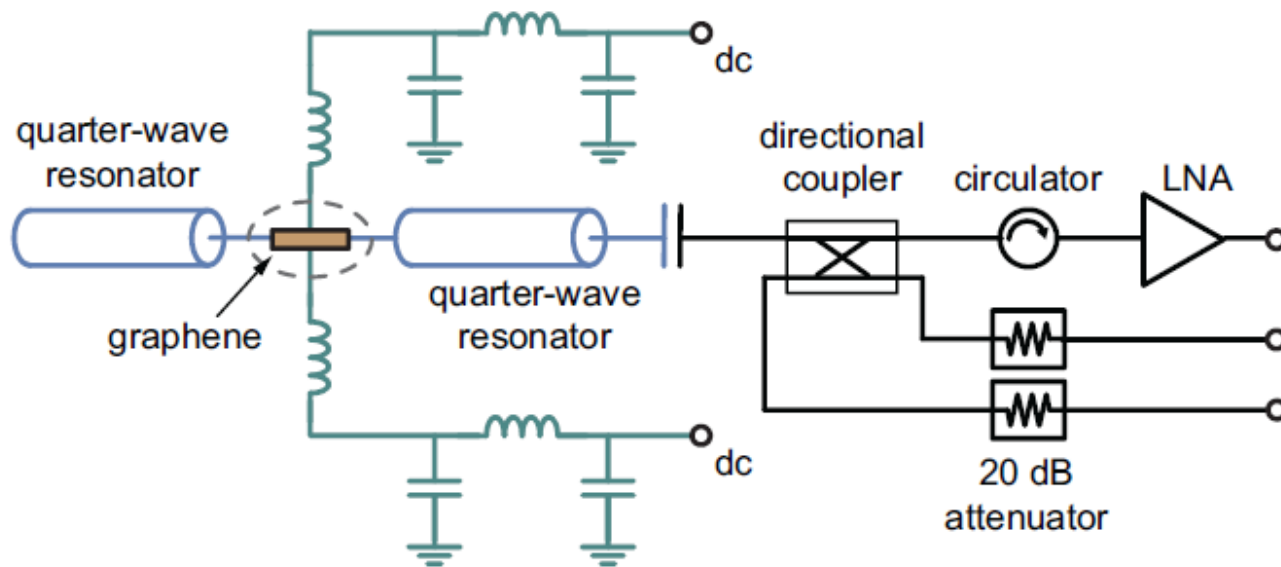 dc
quarter-wave
resonator
directional
coupler
circulator
LNA
quarter-wave
resonator
graphene
dc
20 dB
attenuator